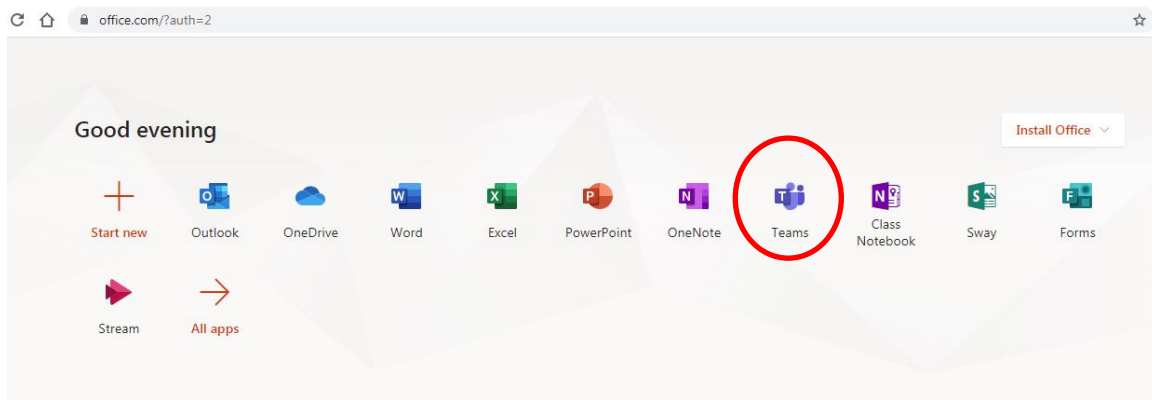 office.com/?auth=2
Good evening
Install Office
Start new
Outlook
OneDrive
Word
Excel
PowerPoint
OneNote
Teams
Class
Notebook
Sway
Forms
Stream
All apps